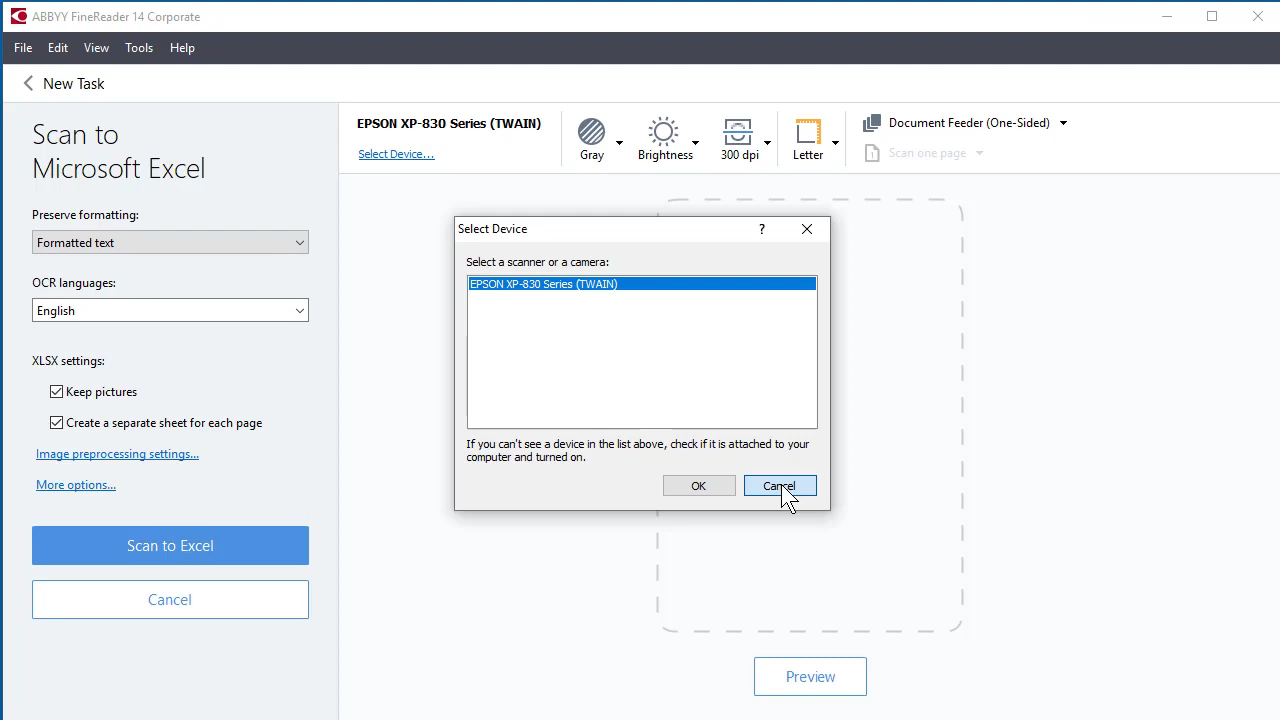 ABBYY FineReader 14 Corporate
File Edit View Tools Help
New Task
Scan to
Microsoft Excel
Preserve formatting:
Formatted text
OCR languages:
English
XLSX settings:
Keep pictures
Create a separate sheet for each page
Image preprocessing settings...
More options...
Scan to Excel
Cancel
EPSON XP-830 Series (TWAIN)
Select Device...
Gray
Brightness
300 dpi
Letter
Document Feeder (One-Sided)
1 Scan one page
Select Device
?
Select a scanner or a camera:
EPSON XP-830 Series (TWAIN)
If you can't see a device in the list above, check if it is attached to your
computer and turned on.
OK
Cancel
Preview